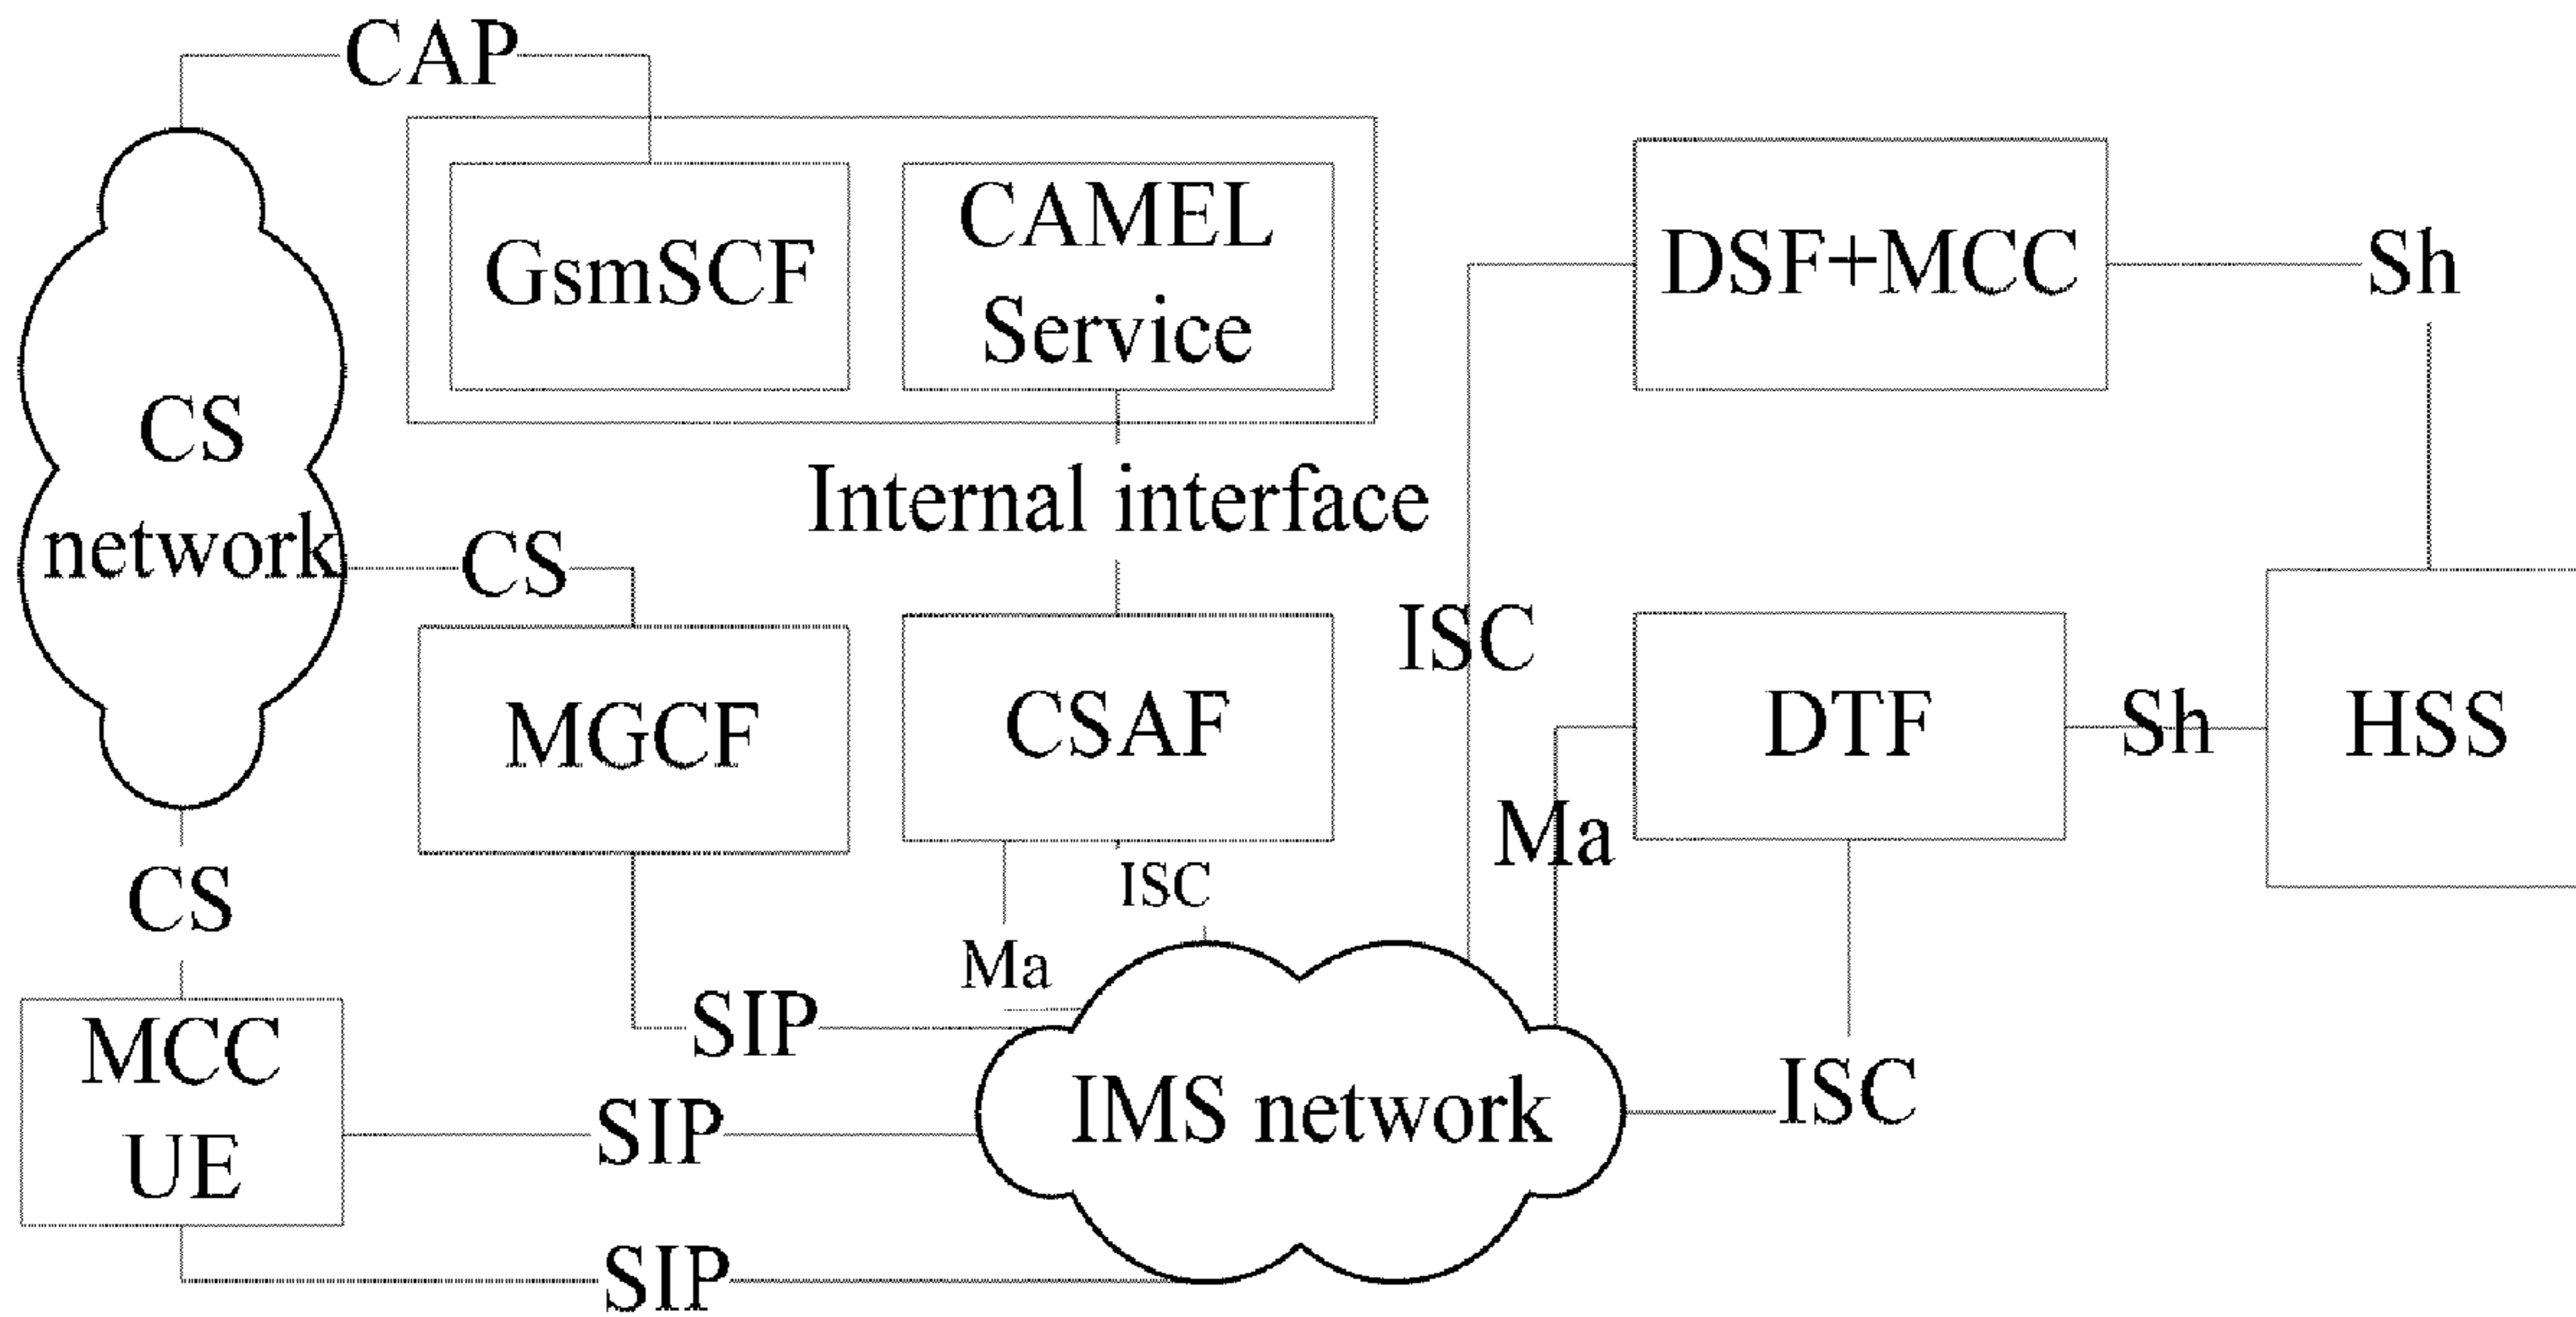 CAP
GsmSCF
CAMEL
Service
DSF+MCC
Sh
CS
network
Internal interface
CS
ISC
MGCF
CSAF
DTF
Sh
HSS
Ma
CS
ISC
Ma
SIP
MCC
UE
SIP
IMS network
ISC
SIP